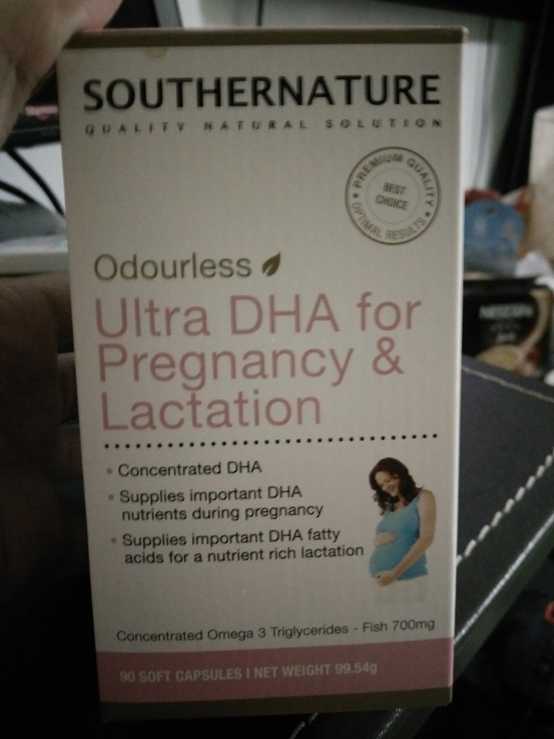 SOUTHERNATURE
QUALITY NATURAL SOLUTION
PREMIUM QUALITY
BEST
CHOICE
OPTIMAL RESULTS
Odourless
Ultra DHA for
Pregnancy &
Lactation
Concentrated DHA
Supplies important DHA
nutrients during pregnancy
Supplies important DHA fatty
acids for a nutrient rich lactation
Concentrated Omega 3 Triglycerides - Fish 700mg
90 SOFT CAPSULES I NET WEIGHT 99.54g
NESCAFE